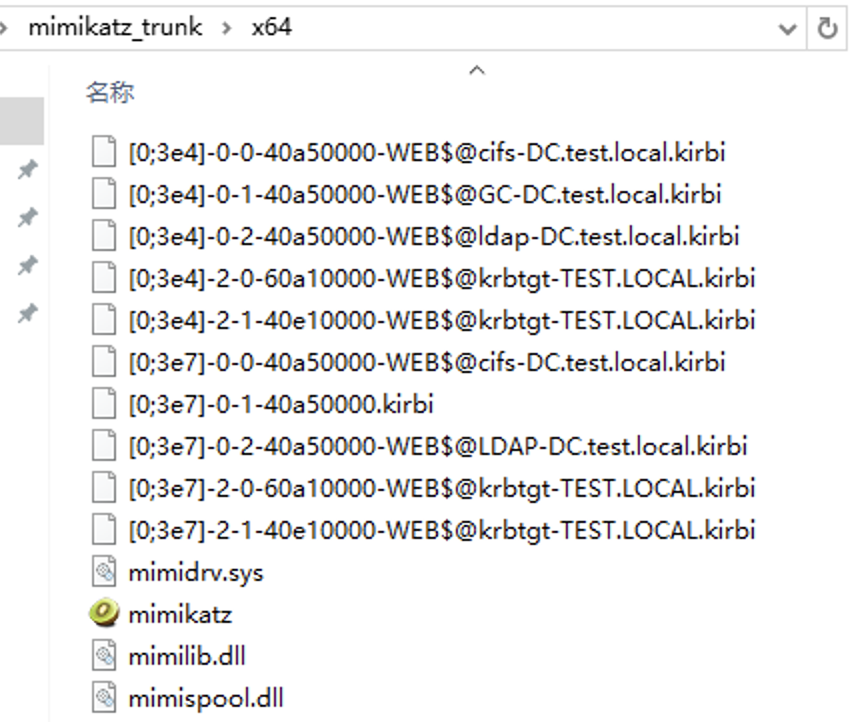 mimikatz_trunk > x64
名称
[0;3e4]-0-0-40a50000-WEB$@cifs-DC.test.local.kirbi
[0;3e4]-0-1-40a50000-WEB$@GC-DC.test.local.kirbi
[0;3e4]-0-2-40a50000-WEB$@ldap-DC.test.local.kirbi
[0;3e4]-2-0-60a10000-WEB$@krbtgt-TEST.LOCAL.kirbi
[0;3e4]-2-1-40e10000-WEB$@krbtgt-TEST.LOCAL.kirbi
[0;3e7]-0-0-40a50000-WEB$@cifs-DC.test.local.kirbi
[0;3e7]-0-1-40a50000.kirbi
[0;3e7]-0-2-40a50000-WEB$@LDAP-DC.test.local.kirbi
[0;3e7]-2-0-60a10000-WEB$@krbtgt-TEST.LOCAL.kirbi
[0;3e7]-2-1-40e10000-WEB$@krbtgt-TEST.LOCAL.kirbi
mimidrv.sys
mimikatz
mimilib.dll
mimispool.dll